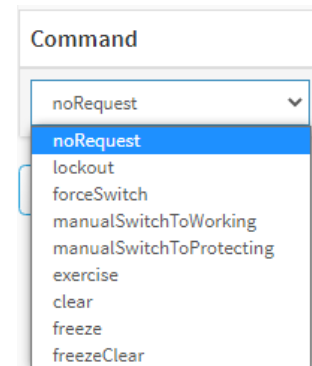 Command
noRequest
noRequest
lockout
forceSwitch
manualSwitchToWorking
manualSwitchToProtecting
exercise
clear
freeze
freezeClear